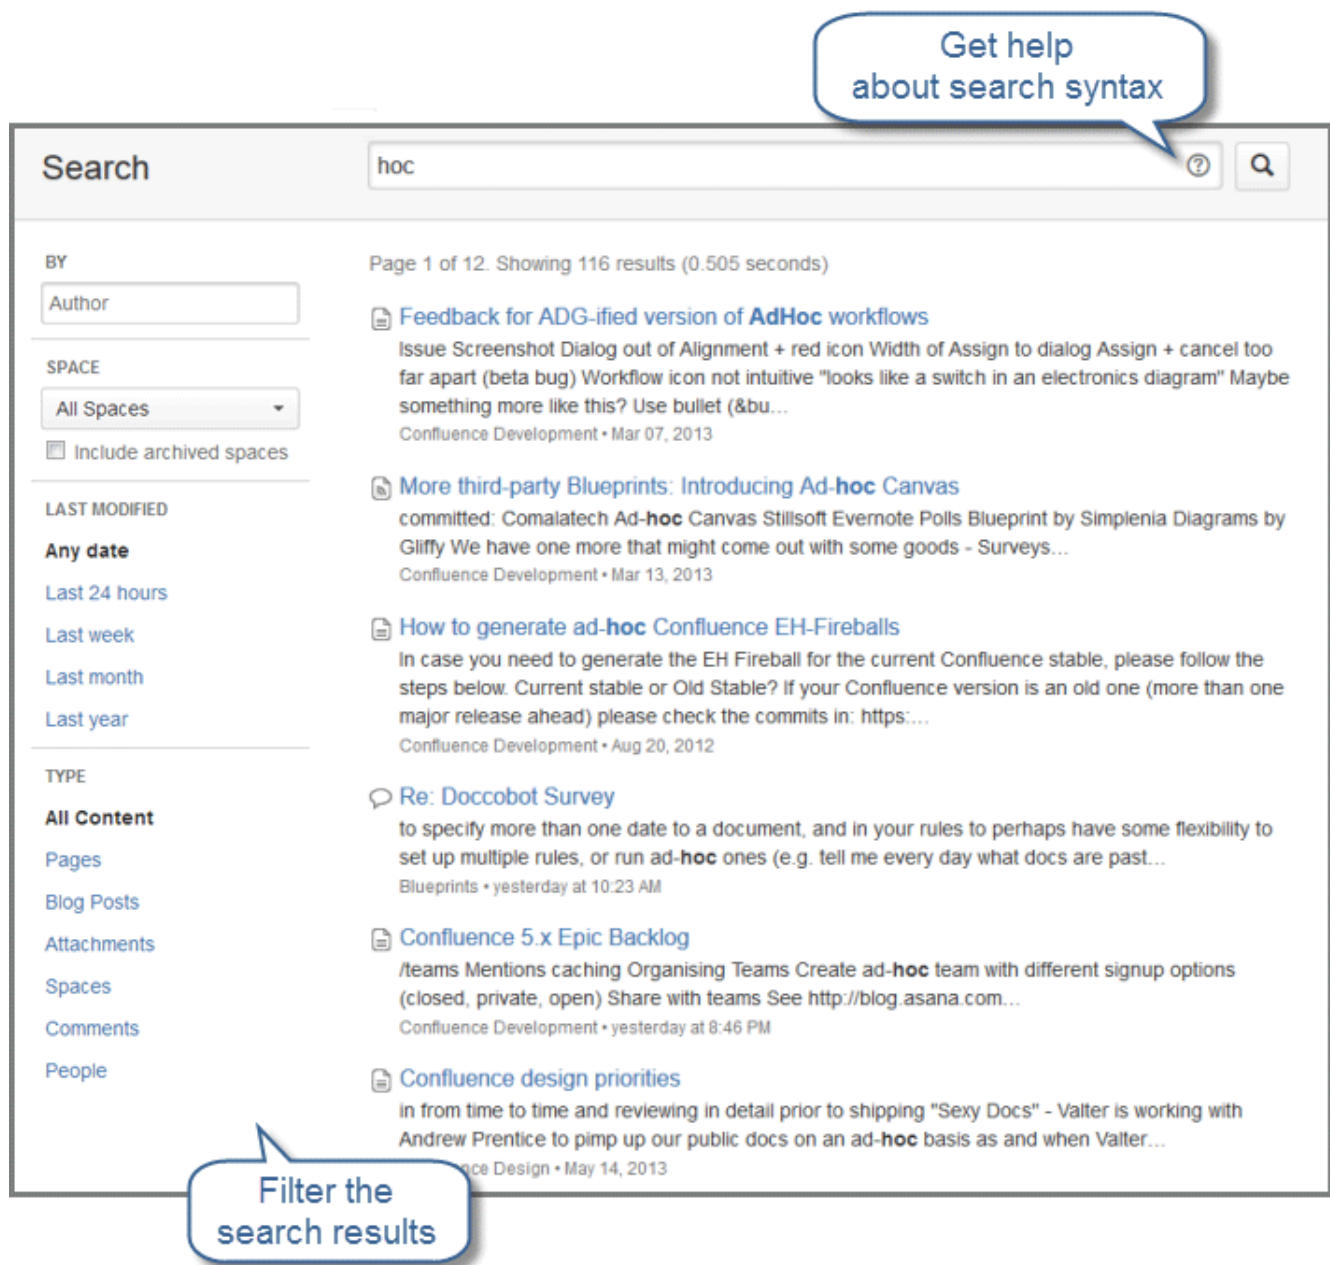 Get help
about search syntax
Search
hoc
BY
Author
SPACE
All Spaces
Include archived spaces
LAST MODIFIED
Any date
Last 24 hours
Last week
Last month
Last year
TYPE
All Content
Pages
Blog Posts
Attachments
Spaces
Comments
People
Page 1 of 12. Showing 116 results (0.505 seconds)
Feedback for ADG-ified version of AdHoc workflows
Issue Screenshot Dialog out of Alignment + red icon Width of Assign to dialog Assign + cancel too
far apart (beta bug) Workflow icon not intuitive "looks like a switch in an electronics diagram" Maybe
something more like this? Use bullet (&bu...
Confluence Development • Mar 07, 2013
More third-party Blueprints: Introducing Ad-hoc Canvas
committed: Comalatech Ad-hoc Canvas Stillsoft Evernote Polls Blueprint by Simplenia Diagrams by
Gliffy We have one more that might come out with some goods - Surveys...
Confluence Development • Mar 13, 2013
How to generate ad-hoc Confluence EH-Fireballs
In case you need to generate the EH Fireball for the current Confluence stable, please follow the
steps below. Current stable or Old Stable? If your Confluence version is an old one (more than one
major release ahead) please check the commits in: https:...
Confluence Development • Aug 20, 2012
Re: Doccobot Survey
to specify more than one date to a document, and in your rules to perhaps have some flexibility to
set up multiple rules, or run ad-hoc ones (e.g. tell me every day what docs are past...
Blueprints • yesterday at 10:23 AM
Confluence 5.x Epic Backlog
/teams Mentions caching Organising Teams Create ad-hoc team with different signup options
(closed, private, open) Share with teams See http://blog.asana.com...
Confluence Development • yesterday at 8:46 PM
Confluence design priorities
in from time to time and reviewing in detail prior to shipping "Sexy Docs" - Valter is working with
Andrew Prentice to pimp up our public docs on an ad-hoc basis as and when Valter...
nce Design • May 14, 2013
Filter the
search results